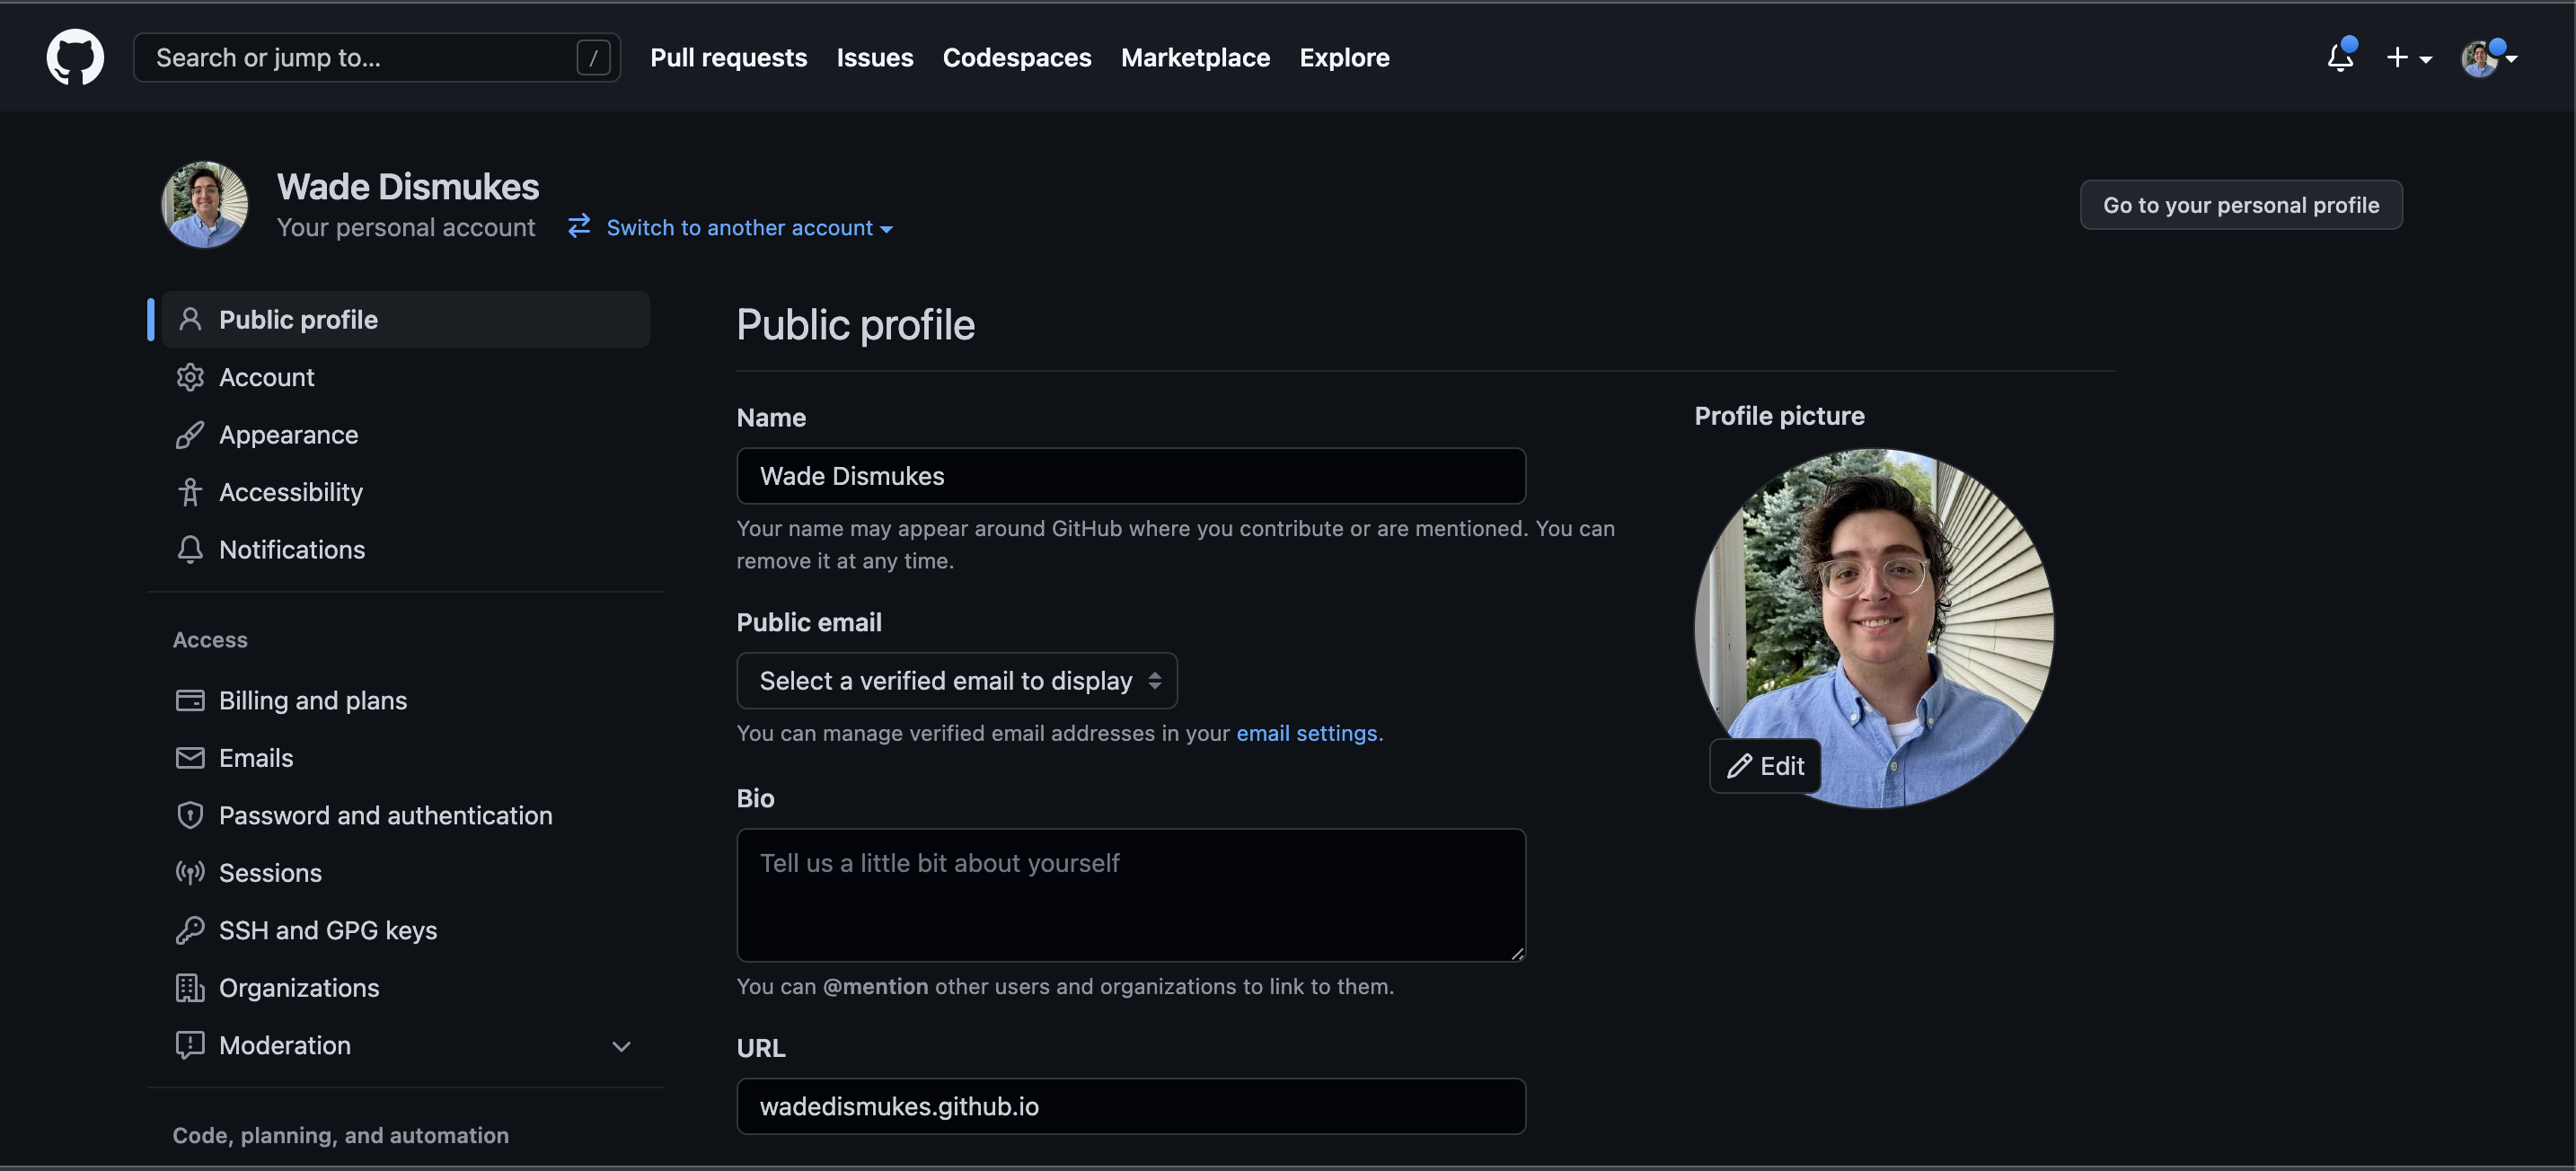 Search or jump to... /
Pull requests
Issues
Codespaces
Marketplace
Explore
Wade Dismukes
Your personal account
Switch to another account
Go to your personal profile
Public profile
Account
Appearance
Accessibility
Notifications
Access
Billing and plans
Emails
Password and authentication
Sessions
SSH and GPG keys
Organizations
Moderation
Code, planning, and automation
Public profile
Name
Wade Dismukes
Your name may appear around GitHub where you contribute or are mentioned. You can
remove it at any time.
Public email
Select a verified email to display
You can manage verified email addresses in your email settings.
Bio
Tell us a little bit about yourself
You can @mention other users and organizations to link to them.
URL
wadedismukes.github.io
Profile picture
Edit